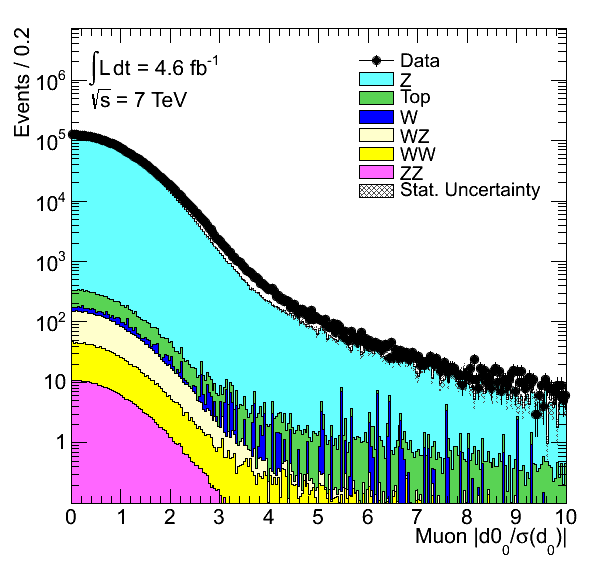 Events / 0.2
∫L dt = 4.6 fb⁻¹
√s = 7 TeV
Data
Z
Top
W
WZ
WW
ZZ
Stat. Uncertainty
10⁶
10⁵
10⁴
10³
10²
10
1
0 1 2 3 4 5 6 7 8 9 10
Muon |d0₀/σ(d₀)|